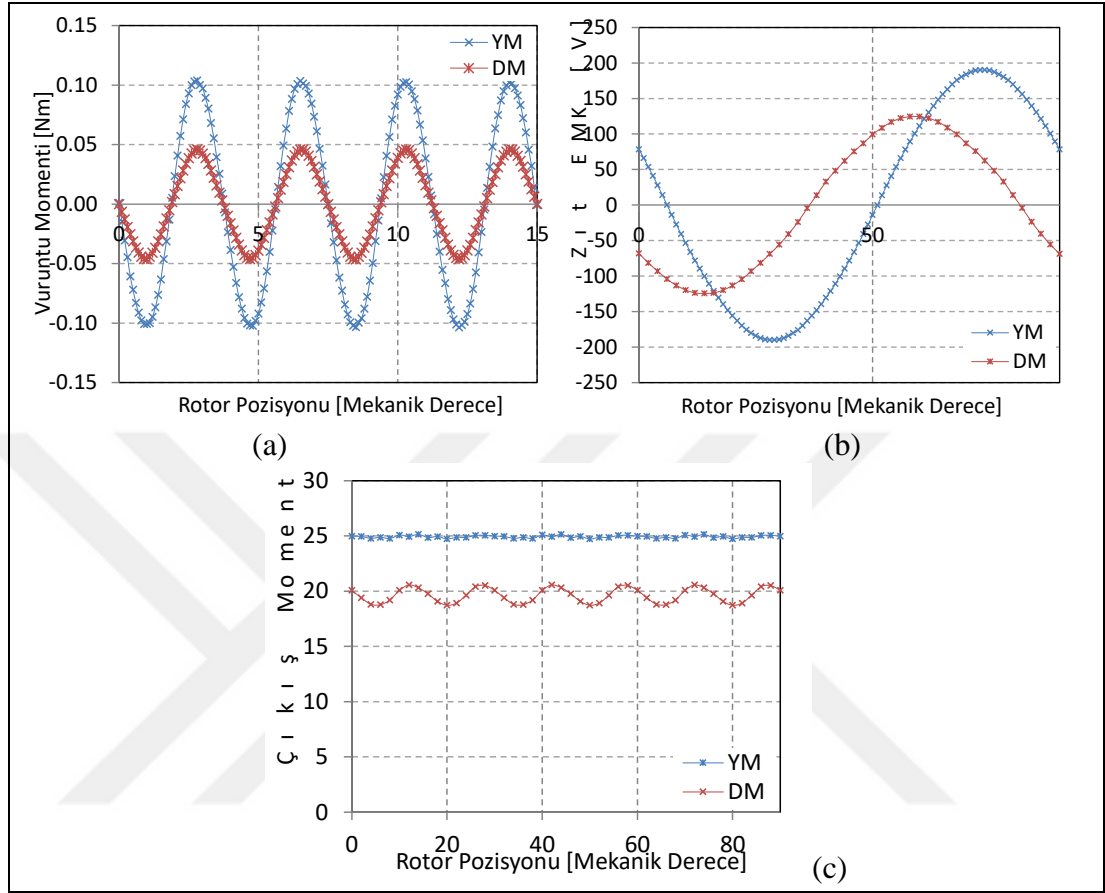 0.15
0.10
0.05
0.00
-0.05
-0.10
-0.15
Vuruntu Momenti [Nm]
YM
DM
0
5
10
15
Rotor Pozisyonu [Mekanik Derece]
(a)
250
200
150
100
50
0
-50
-100
-150
-200
-250
Zıt EMK [V]
0
50
YM
DM
Rotor Pozisyonu [Mekanik Derece]
(b)
30
25
20
15
10
5
0
Çıkış Moment
YM
DM
0 20 40 60 80
Rotor Pozisyonu [Mekanik Derece]
(c)